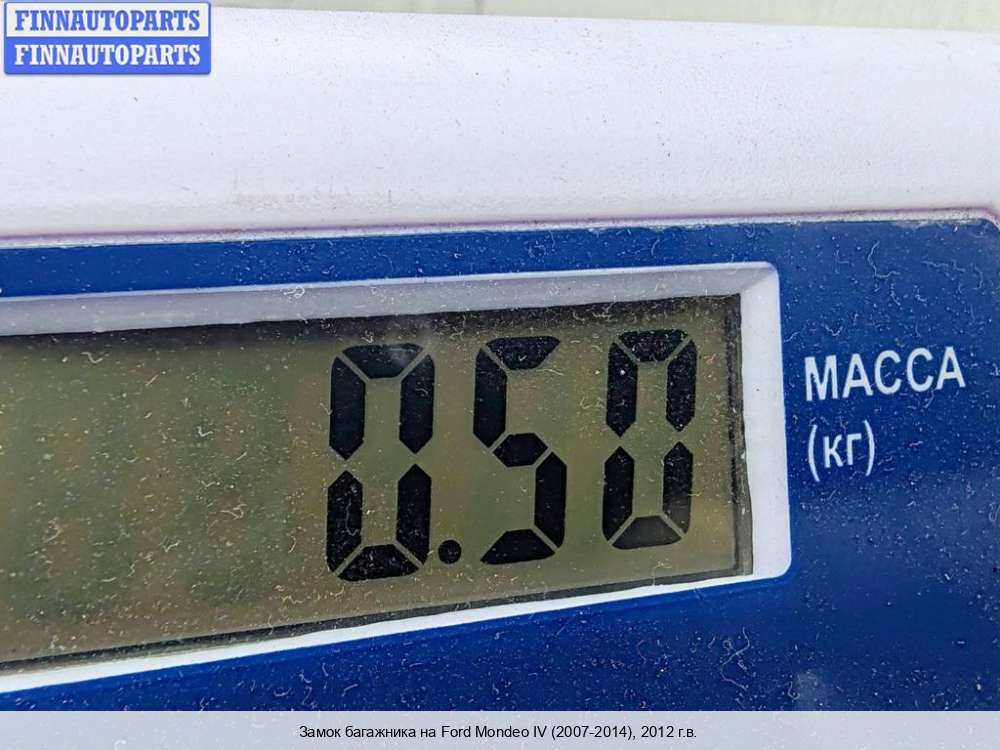 FINNAUTOPARTS
FINNAUTOPARTS
0.50
МАССА
(кг)
Замок багажника на Ford Mondeo IV (2007-2014), 2012 г.в.